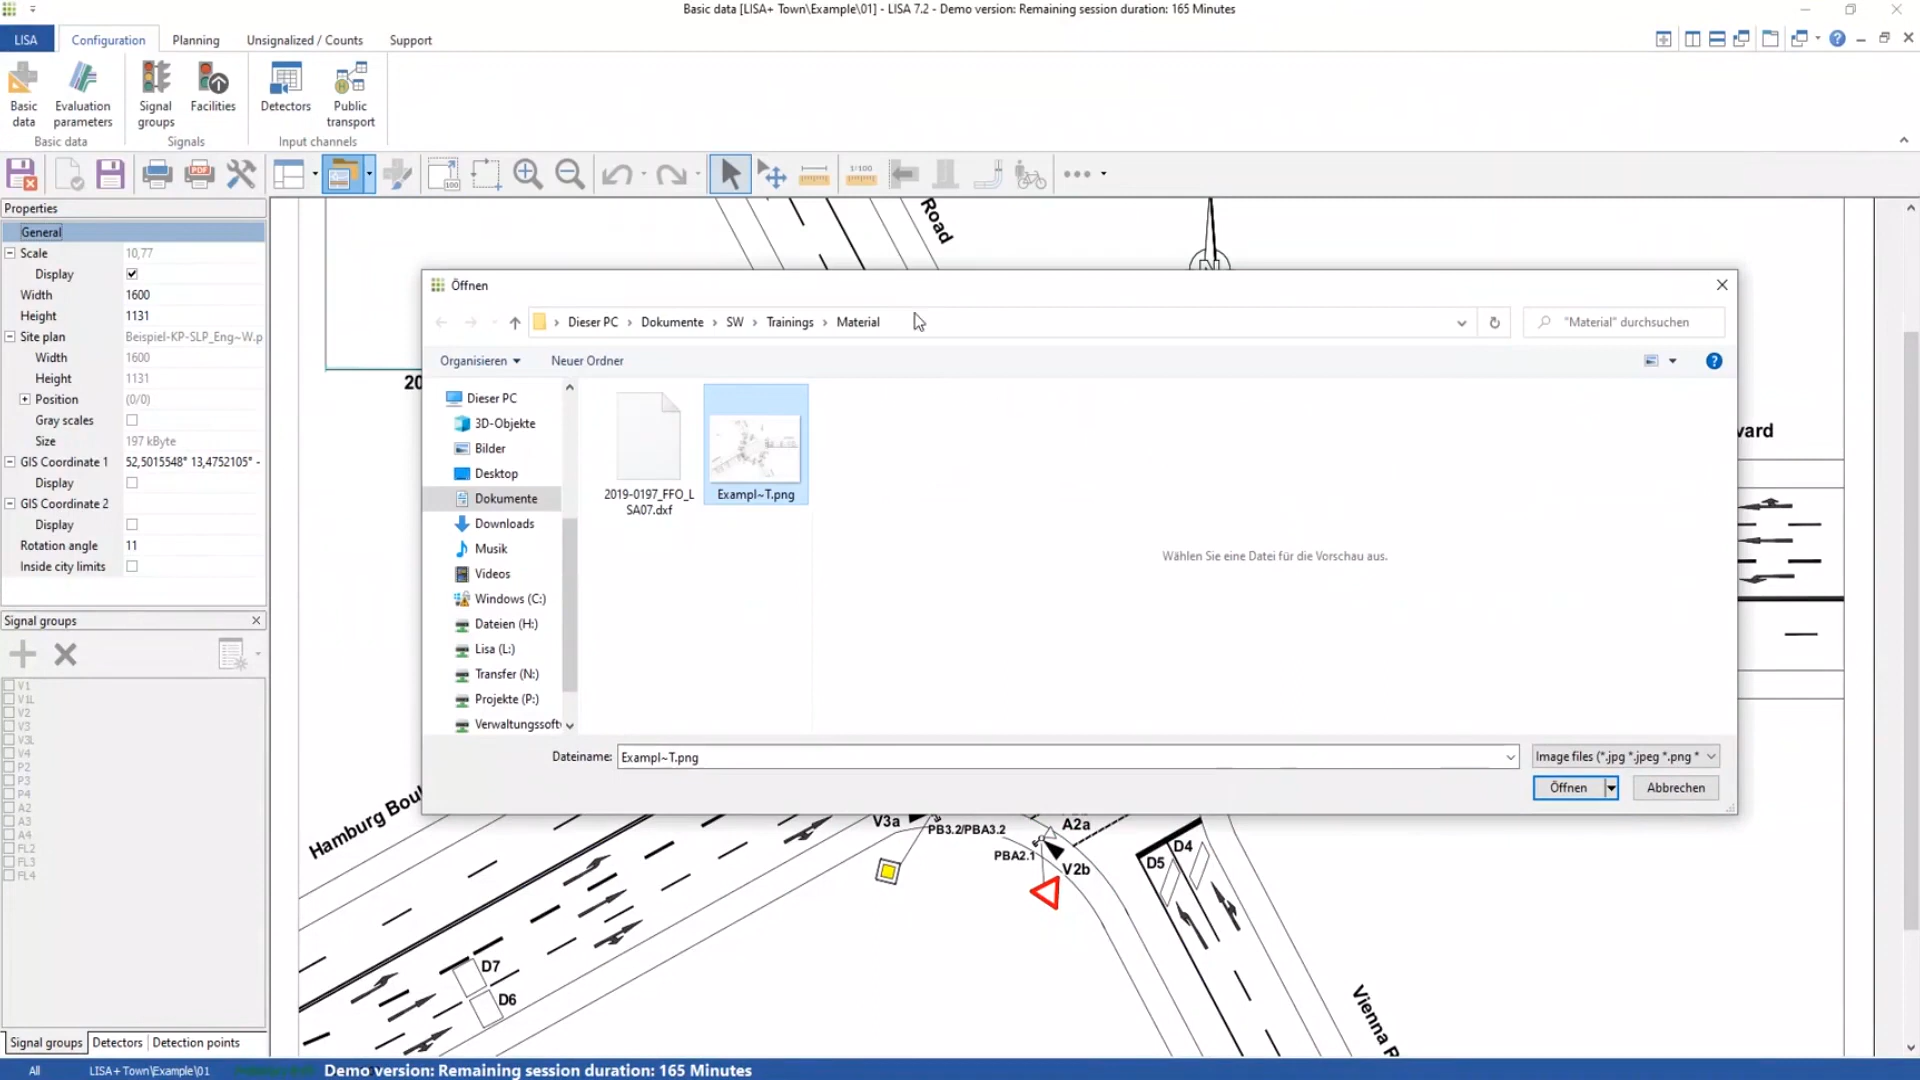 Basic data [LISA+ Town\Example\01] - LISA 7.2 - Demo version: Remaining session duration: 165 Minutes
LISA
Configuration
Planning
Unsignalized / Counts
Support
Basic data
Evaluation parameters
Signal groups
Facilities
Detectors
Public transport
Basic data
Signals
Input channels
PDF
100
1:100
Properties
General
Scale 10,77
Display
Width 1600
Height 1131
Site plan Beispiel-KP-SLP_Eng~W.p
Width 1600
Height 1131
Position (0/0)
Gray scales
Size 197 kByte
GIS Coordinate 1 52,5015548° 13,4752105° -
Display
GIS Coordinate 2
Display
Rotation angle 11
Inside city limits
Signal groups
V1
V1L
V2
V3
V3L
V4
P2
P3
P4
A2
A3
A4
FL2
FL3
FL4
Signal groups
Detectors
Detection points
Road
N
20
vard
Öffnen
Dieser PC › Dokumente › SW › Trainings › Material
"Material" durchsuchen
Organisieren
Neuer Ordner
Dieser PC
3D-Objekte
Bilder
Desktop
Dokumente
Downloads
Musik
Videos
Windows (C:)
Dateien (H:)
Lisa (L:)
Transfer (N:)
Projekte (P:)
Verwaltungssoft
2019-0197_FFO_L
SA07.dxf
Exampl~T.png
Wählen Sie eine Datei für die Vorschau aus.
Dateiname: Exampl~T.png
Image files (*.jpg *.jpeg *.png *
Öffnen
Abbrechen
Hamburg Bou
V3a
PB3.2/PBA3.2
A2a
PBA2.1
V2b
D4
D5
D7
D6
Vienna R
All
LISA+ Town\Example\01
Demo version: Remaining session duration: 165 Minutes